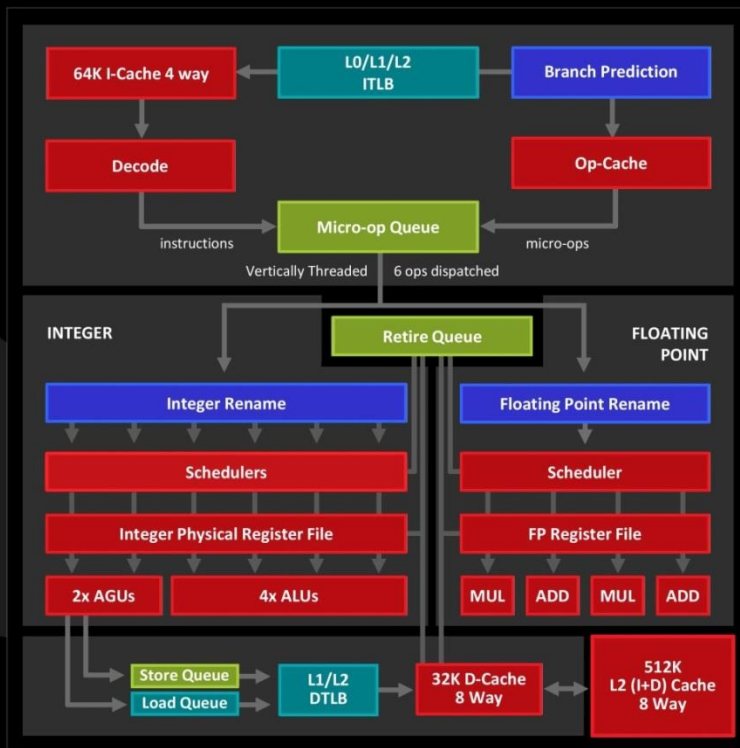 64K I-Cache 4 way
L0/L1/L2
ITLB
Branch Prediction
Decode
Op-Cache
instructions
Micro-op Queue
micro-ops
Vertically Threaded
6 ops dispatched
INTEGER
Retire Queue
FLOATING
POINT
Integer Rename
Floating Point Rename
Schedulers
Scheduler
Integer Physical Register File
FP Register File
2x AGUs
4x ALUs
MUL
ADD
MUL
ADD
Store Queue
Load Queue
L1/L2
DTLB
32K D-Cache
8 Way
512K
L2 (I+D) Cache
8 Way